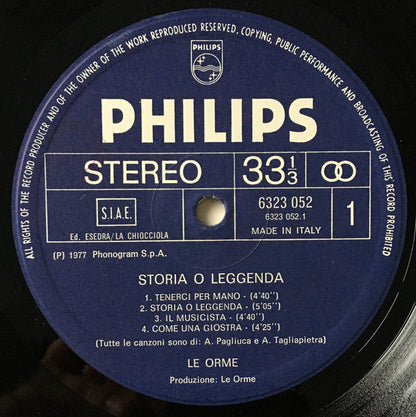 ALL RIGHTS OF THE RECORD PRODUCER AND OF THE OWNER OF THE WORK REPRODUCED RESERVED. COPYING, PUBLIC PERFORMANCE AND BROADCASTING OF THIS RECORD PROHIBITED
PHILIPS
PHILIPS
STEREO 33 1/3
S.I.A.E. 6323 052
6323 052.1
Ed. ESEDRA/LA CHIOCCIOLA MADE IN ITALY 1
(P) 1977 Phonogram S.p.A.
STORIA O LEGGENDA
1. TENERCI PER MANO - (4'40'')
2. STORIA O LEGGENDA - (5'05'')
3. IL MUSICISTA - (4'40'')
4. COME UNA GIOSTRA - (4'25'')
(Tutte le canzoni sono di: A. Pagliuca e A. Tagliapietra)
LE ORME
Produzione: Le Orme